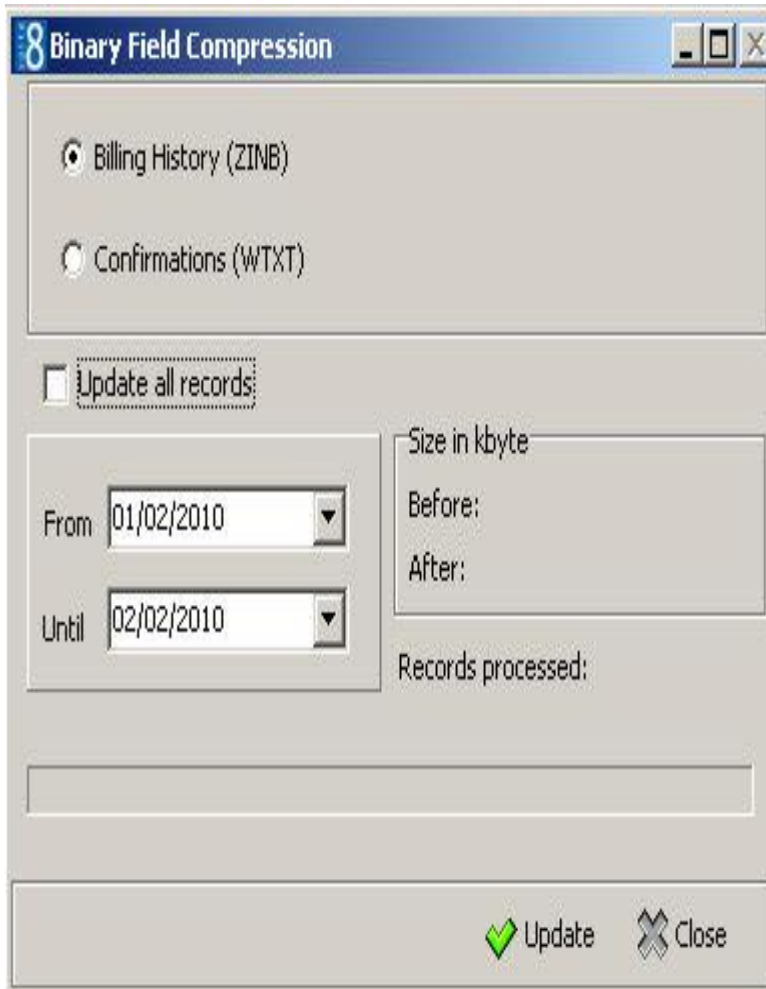 8 Binary Field Compression
Billing History (ZINB)
Confirmations (WTXT)
Update all records
Size in kbyte
From 01/02/2010
Before:
After:
Until 02/02/2010
Records processed:
Update Close